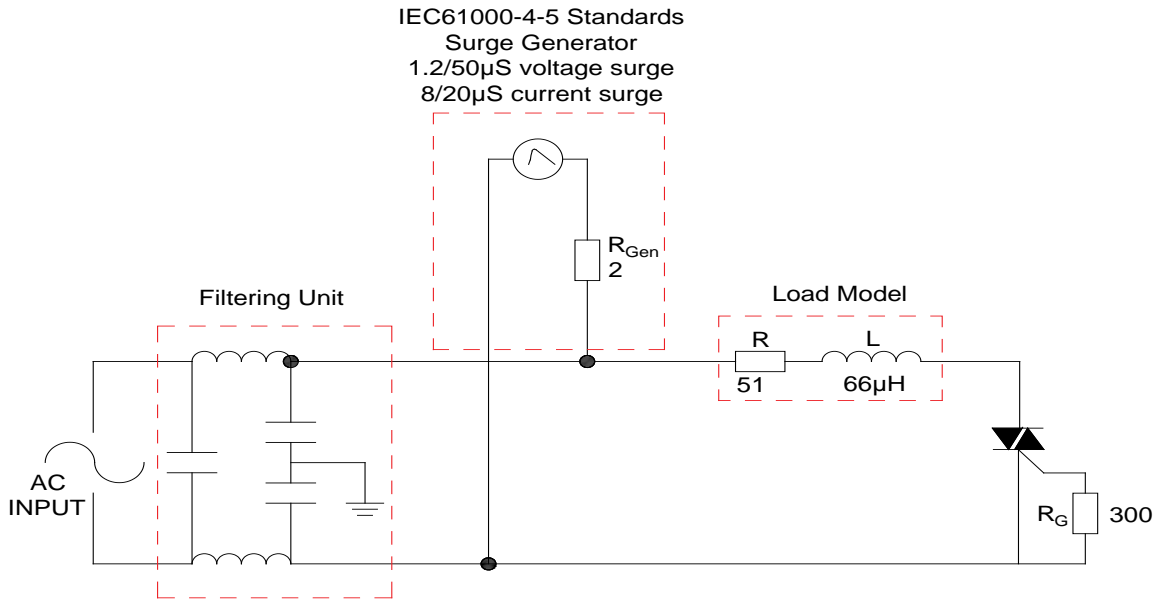 IEC61000-4-5 Standards
Surge Generator
1.2/50µS voltage surge
8/20µS current surge
RGen
2
Filtering Unit
Load Model
R
L
51
66µH
AC
INPUT
RG
300